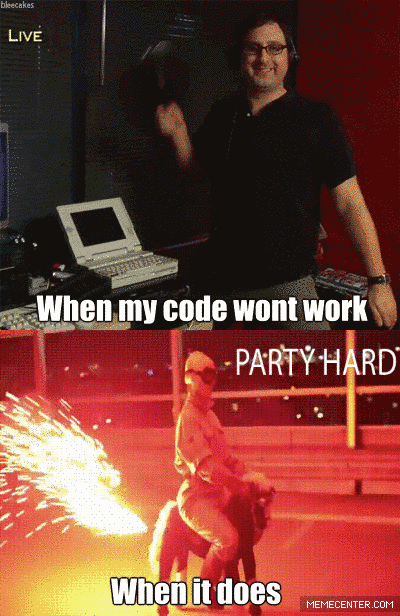 bleecakes
LIVE
When my code wont work
PARTY HARD
When it does
MEMECENTER.COM